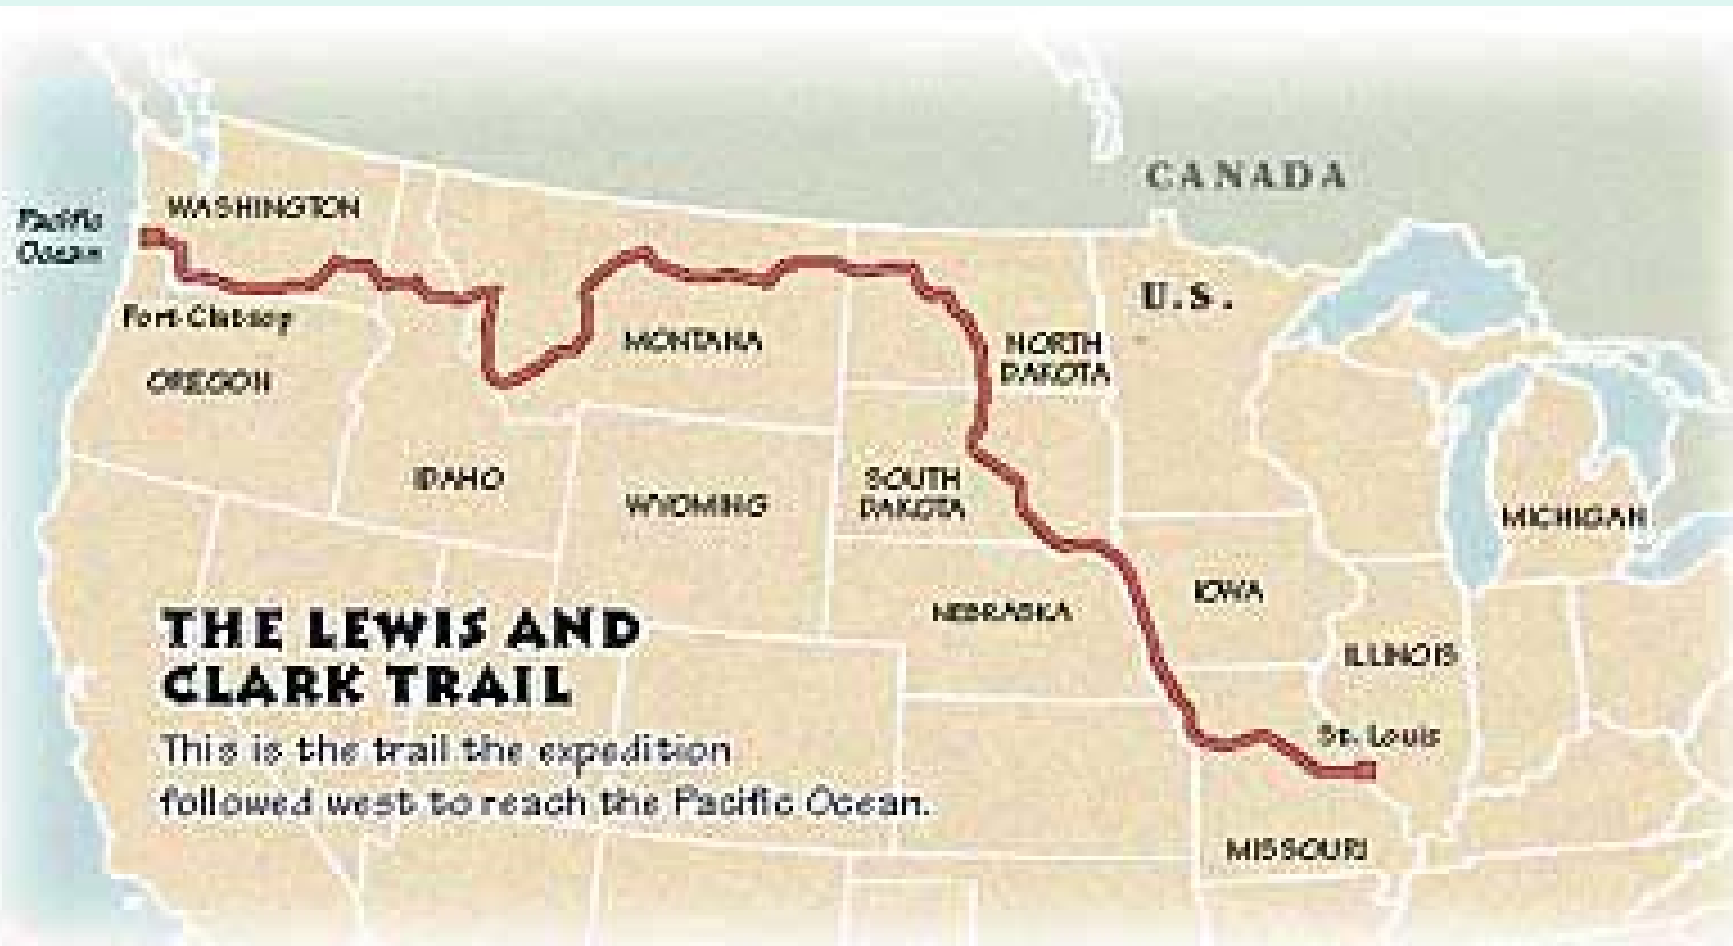 CANADA
WASHINGTON
Pacific
Ocean
U.S.
Fort Clatsop
MONTANA
NORTH
DAKOTA
OREGON
IDAHO
SOUTH
DAKOTA
WYOMING
MICHIGAN
IOWA
NEBRASKA
THE LEWIS AND
CLARK TRAIL
ILLINOIS
St. Louis
This is the trail the expedition
followed west to reach the Pacific Ocean.
MISSOURI